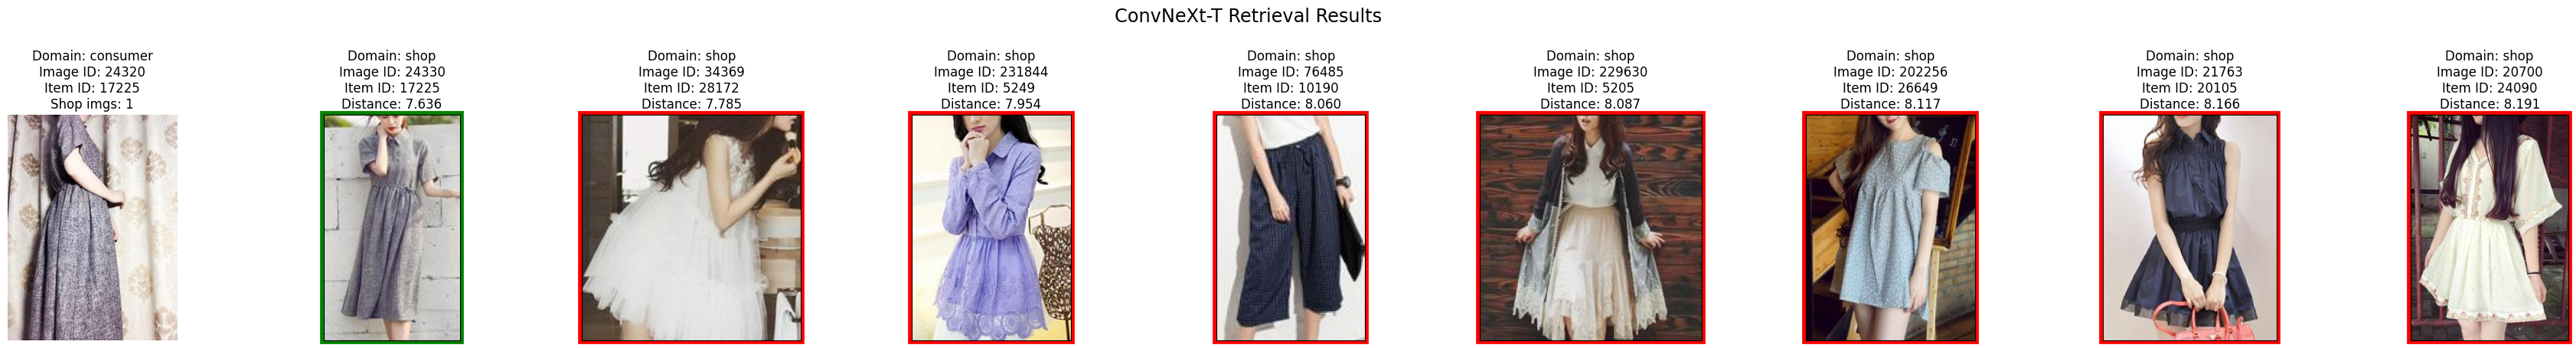 ConvNeXt-T Retrieval Results
Domain: consumer
Image ID: 24320
Item ID: 17225
Shop imgs: 1
Domain: shop
Image ID: 24330
Item ID: 17225
Distance: 7.636
Domain: shop
Image ID: 34369
Item ID: 28172
Distance: 7.785
Domain: shop
Image ID: 231844
Item ID: 5249
Distance: 7.954
Domain: shop
Image ID: 76485
Item ID: 10190
Distance: 8.060
Domain: shop
Image ID: 229630
Item ID: 5205
Distance: 8.087
Domain: shop
Image ID: 202256
Item ID: 26649
Distance: 8.117
Domain: shop
Image ID: 21763
Item ID: 20105
Distance: 8.166
Domain: shop
Image ID: 20700
Item ID: 24090
Distance: 8.191